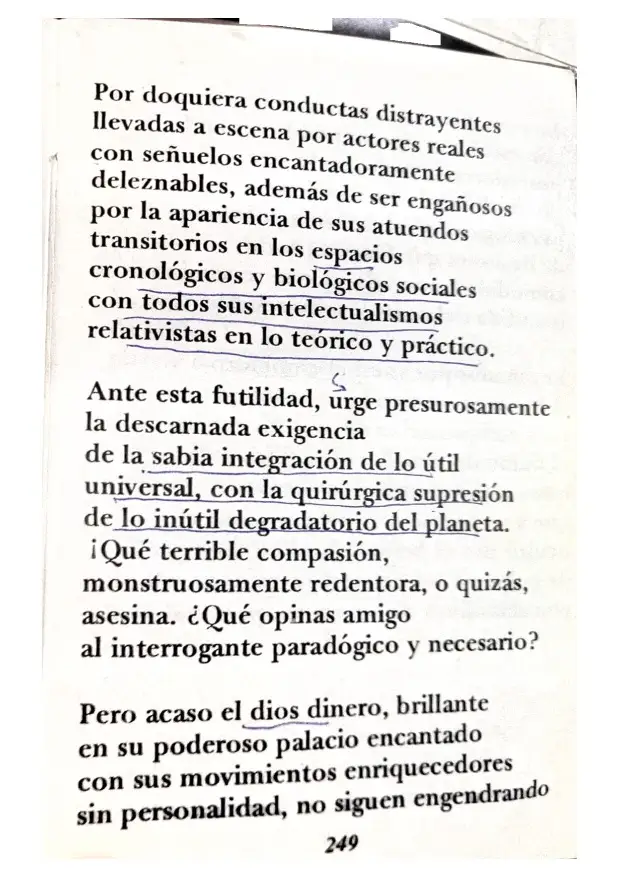 Por doquiera conductas distrayentes
llevadas a escena por actores reales
con señuelos encantadoramente
deleznables, además de ser engañosos
por la apariencia de sus atuendos
transitorios en los espacios
cronológicos y biológicos sociales
con todos sus intelectualismos
relativistas en lo teórico y práctico.
Ante esta futilidad, urge presurosamente
la descarnada exigencia
de la sabia integración de lo útil
universal, con la quirúrgica supresión
de lo inútil degradatorio del planeta.
¡Qué terrible compasión,
monstruosamente redentora, o quizás,
asesina. ¿Qué opinas amigo
al interrogante paradógico y necesario?
Pero acaso el dios dinero, brillante
en su poderoso palacio encantado
con sus movimientos enriquecedores
sin personalidad, no siguen engendrando
249